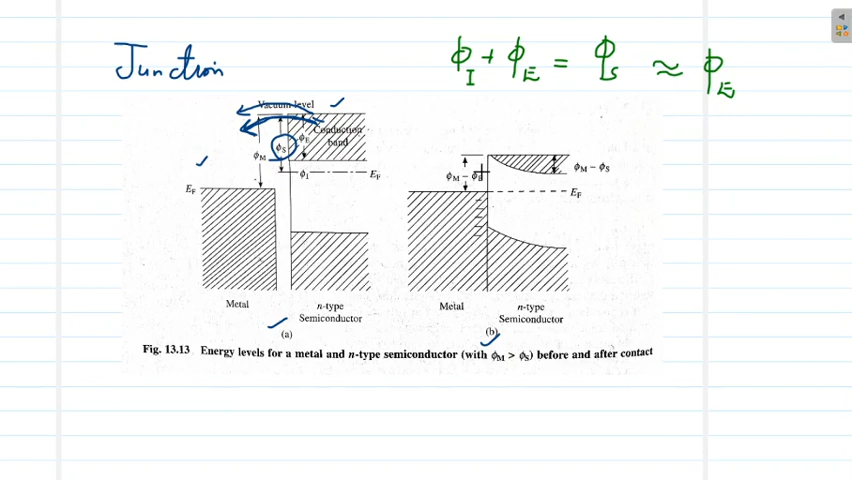 Junction
ϕI + ϕE = ϕS ≈ ϕE
Vacuum level
Conduction
band
ϕE
ϕS
ϕM
ϕI
EF
EF
Metal
n-type
Semiconductor
(a)
ϕM − ϕE
ϕM − ϕS
EF
Metal
n-type
Semiconductor
(b)
Fig. 13.13 Energy levels for a metal and n-type semiconductor (with ϕM > ϕS) before and after contact